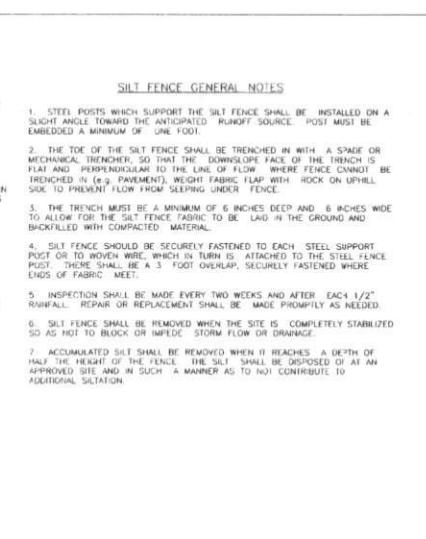 SILT FENCE GENERAL NOTES
1. STEEL POSTS WHICH SUPPORT THE SILT FENCE SHALL BE INSTALLED ON A
SLIGHT ANGLE TOWARD THE ANTICIPATED RUNOFF SOURCE. POST MUST BE
EMBEDDED A MINIMUM OF ONE FOOT.
2. THE TOE OF THE SILT FENCE SHALL BE TRENCHED IN WITH A SPADE OR
MECHANICAL TRENCHER, SO THAT THE DOWNSLOPE FACE OF THE TRENCH IS
FLAT AND PERPENDICULAR TO THE LINE OF FLOW WHERE FENCE CANNOT BE
TRENCHED IN (e.g. PAVEMENT), WEIGHT FABRIC FLAP WITH ROCK ON UPHILL
SIDE TO PREVENT FLOW FROM SEEPING UNDER FENCE.
3. THE TRENCH MUST BE A MINIMUM OF 6 INCHES DEEP AND 6 INCHES WIDE
TO ALLOW FOR THE SILT FENCE FABRIC TO BE LAID IN THE GROUND AND
BACKFILLED WITH COMPACTED MATERIAL.
4. SILT FENCE SHOULD BE SECURELY FASTENED TO EACH STEEL SUPPORT
POST OR TO WOVEN WIRE, WHICH IN TURN IS ATTACHED TO THE STEEL FENCE
POST. THERE SHALL BE A 3 FOOT OVERLAP, SECURELY FASTENED WHERE
ENDS OF FABRIC MEET.
5 INSPECTION SHALL BE MADE EVERY TWO WEEKS AND AFTER EACH 1/2"
RAINFALL. REPAIR OR REPLACEMENT SHALL BE MADE PROMPTLY AS NEEDED.
6. SILT FENCE SHALL BE REMOVED WHEN THE SITE IS COMPLETELY STABILIZED
SO AS NOT TO BLOCK OR IMPEDE STORM FLOW OR DRAINAGE.
7 ACCUMULATED SILT SHALL BE REMOVED WHEN IT REACHES A DEPTH OF
HALF THE HEIGHT OF THE FENCE THE SILT SHALL BE DISPOSED OF AT AN
APPROVED SITE AND IN SUCH A MANNER AS TO NOT CONTRIBUTE TO
ADDITIONAL SILTATION.